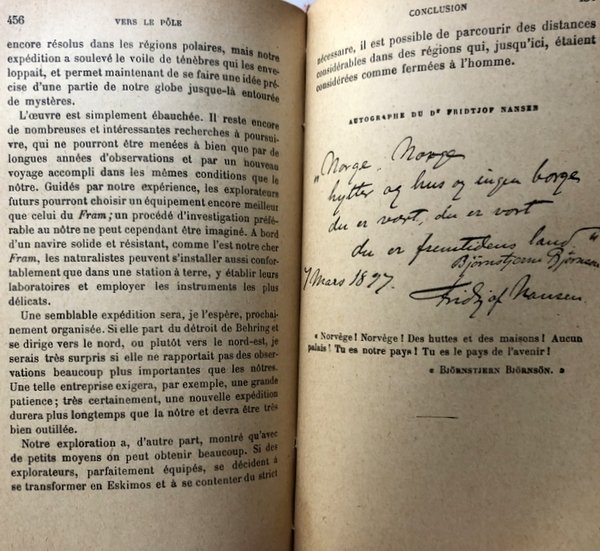 456 VERS LE PÔLE
encore résolus dans les régions polaires, mais notre
expédition a soulevé le voile de ténèbres qui les enve-
loppait, et permet maintenant de se faire une idée pré-
cise d'une partie de notre globe jusque-là entourée
de mystères.
L'œuvre est simplement ébauchée. Il reste encore
de nombreuses et intéressantes recherches à poursui-
vre, qui ne pourront être menées à bien que par de
longues années d'observations et par un nouveau
voyage accompli dans les mêmes conditions que le
nôtre. Guidés par notre expérience, les explorateurs
futurs pourront choisir un équipement encore meilleur
que celui du Fram; un procédé d'investigation préfé-
rable au nôtre ne peut cependant être imaginé. A bord
d'un navire solide et résistant, comme l'est notre cher
Fram, les naturalistes peuvent s'installer aussi confor-
tablement que dans une station à terre, y établir leurs
laboratoires et employer les instruments les plus
délicats.
Une semblable expédition sera, je l'espère, prochai-
nement organisée. Si elle part du détroit de Behring et
se dirige vers le nord, ou plutôt vers le nord-est, je
serais très surpris si elle ne rapportait pas des obser-
vations beaucoup plus importantes que les nôtres.
Une telle entreprise exigera, par exemple, une grande
patience; très certainement, une nouvelle expédition
durera plus longtemps que la nôtre et devra être très
bien outillée.
Notre exploration a, d'autre part, montré qu'avec
de petits moyens on peut obtenir beaucoup. Si des
explorateurs, parfaitement équipés, se décident à
se transformer en Eskimos et à se contenter du strict
CONCLUSION
nécessaire, il est possible de parcourir des distances
considérables dans des régions qui, jusqu'ici, étaient
considérées comme fermées à l'homme.
AUTOGRAPHE DU Dr FRIDTJOF NANSEN
„Norge, Norge
hytter og hus og ingen borge
du er vort, du er vort
du er fremtidens land"
Björnstjerne Björnson
7 Mars 1897.
Fridtjof Nansen.
« Norvège! Norvège! Des huttes et des maisons! Aucun
palais! Tu es notre pays! Tu es le pays de l'avenir!
« BJÖRNSTJERN BJÖRNSÖN. »